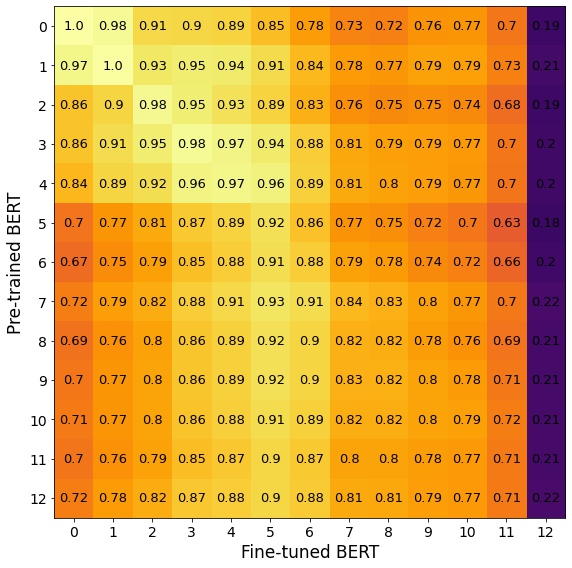 0 1.0 0.98 0.91 0.9 0.89 0.85 0.78 0.73 0.72 0.76 0.77 0.7 0.19
1 0.97 1.0 0.93 0.95 0.94 0.91 0.84 0.78 0.77 0.79 0.79 0.73 0.21
2 0.86 0.9 0.98 0.95 0.93 0.89 0.83 0.76 0.75 0.75 0.74 0.68 0.19
3 0.86 0.91 0.95 0.98 0.97 0.94 0.88 0.81 0.79 0.79 0.77 0.7 0.2
4 0.84 0.89 0.92 0.96 0.97 0.96 0.89 0.81 0.8 0.79 0.77 0.7 0.2
5 0.7 0.77 0.81 0.87 0.89 0.92 0.86 0.77 0.75 0.72 0.7 0.63 0.18
6 0.67 0.75 0.79 0.85 0.88 0.91 0.88 0.79 0.78 0.74 0.72 0.66 0.2
7 0.72 0.79 0.82 0.88 0.91 0.93 0.91 0.84 0.83 0.8 0.77 0.7 0.22
8 0.69 0.76 0.8 0.86 0.89 0.92 0.9 0.82 0.82 0.78 0.76 0.69 0.21
9 0.7 0.77 0.8 0.86 0.89 0.92 0.9 0.83 0.82 0.8 0.78 0.71 0.21
10 0.71 0.77 0.8 0.86 0.88 0.91 0.89 0.82 0.82 0.8 0.79 0.72 0.21
11 0.7 0.76 0.79 0.85 0.87 0.9 0.87 0.8 0.8 0.78 0.77 0.71 0.21
12 0.72 0.78 0.82 0.87 0.88 0.9 0.88 0.81 0.81 0.79 0.77 0.71 0.22
0 1 2 3 4 5 6 7 8 9 10 11 12
Fine-tuned BERT
Pre-trained BERT